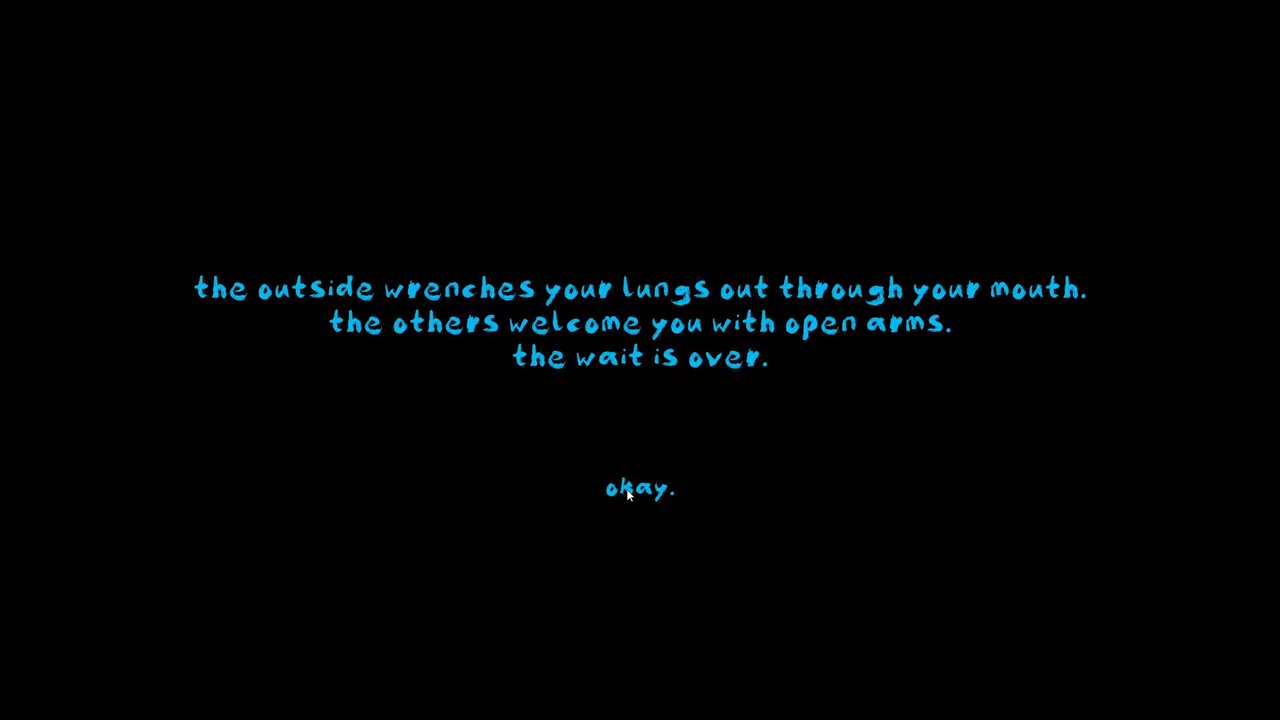 the outside wrenches your lungs out through your mouth.
the others welcome you with open arms.
the wait is over.
okay.